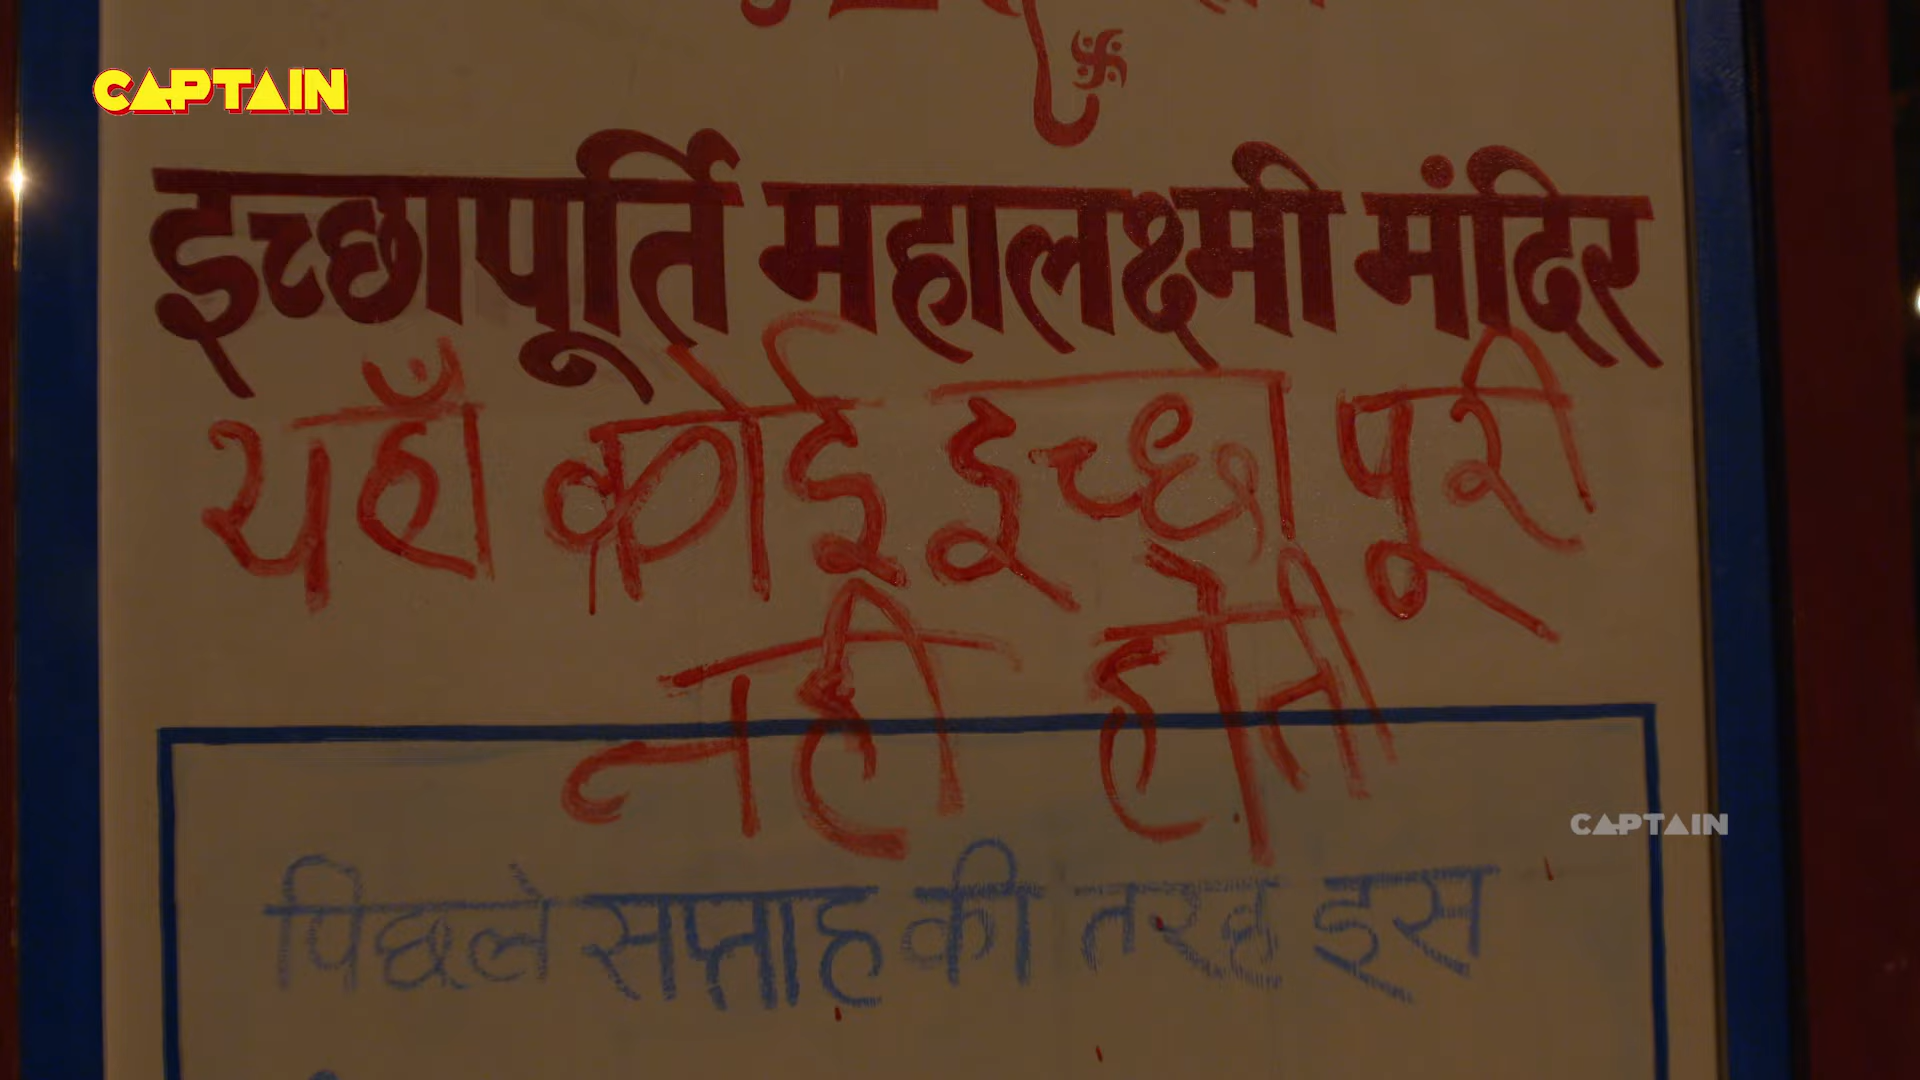 CAPTAIN
इच्छापूर्ति महालक्ष्मी मंदिर
यहाँ कोई इच्छा पूरी
नही होती
CAPTAIN
पिछले सप्ताह की तरह इस